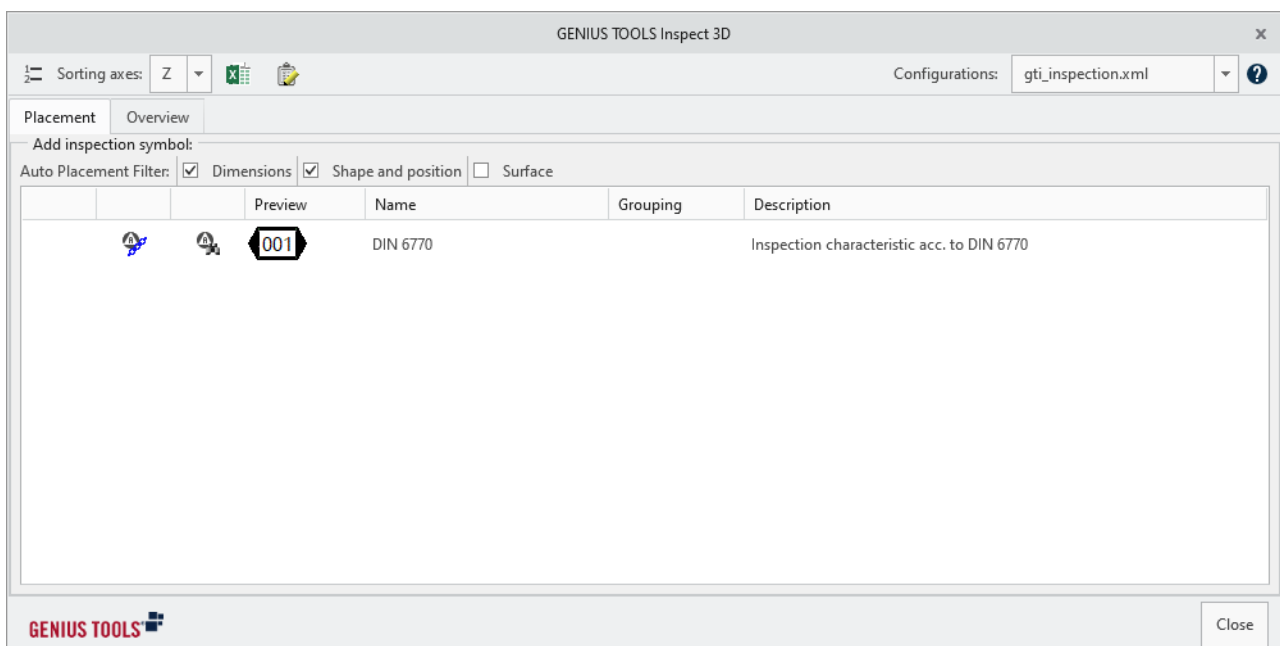 GENIUS TOOLS Inspect 3D
Sorting axes: Z Configurations: gti_inspection.xml
Placement Overview
Add inspection symbol:
Auto Placement Filter: Dimensions Shape and position Surface
Preview Name Grouping Description
001 DIN 6770 Inspection characteristic acc. to DIN 6770
GENIUS TOOLS Close